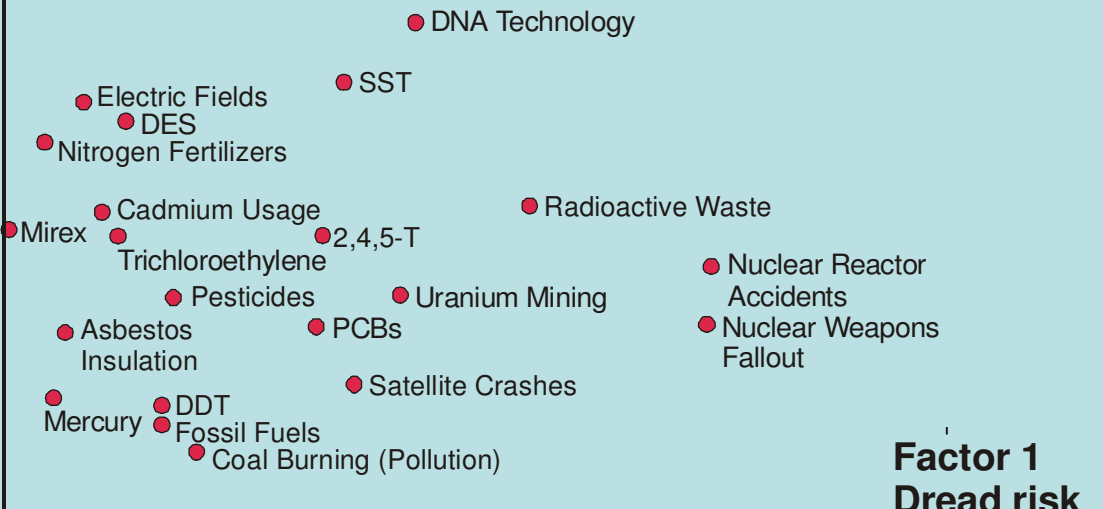 DNA Technology
SST
Electric Fields
DES
Nitrogen Fertilizers
Cadmium Usage
Radioactive Waste
Mirex
2,4,5-T
Trichloroethylene
Nuclear Reactor
Accidents
Pesticides
Uranium Mining
Asbestos
Insulation
PCBs
Nuclear Weapons
Fallout
Satellite Crashes
Mercury
DDT
Fossil Fuels
Coal Burning (Pollution)
Factor 1
Dread risk